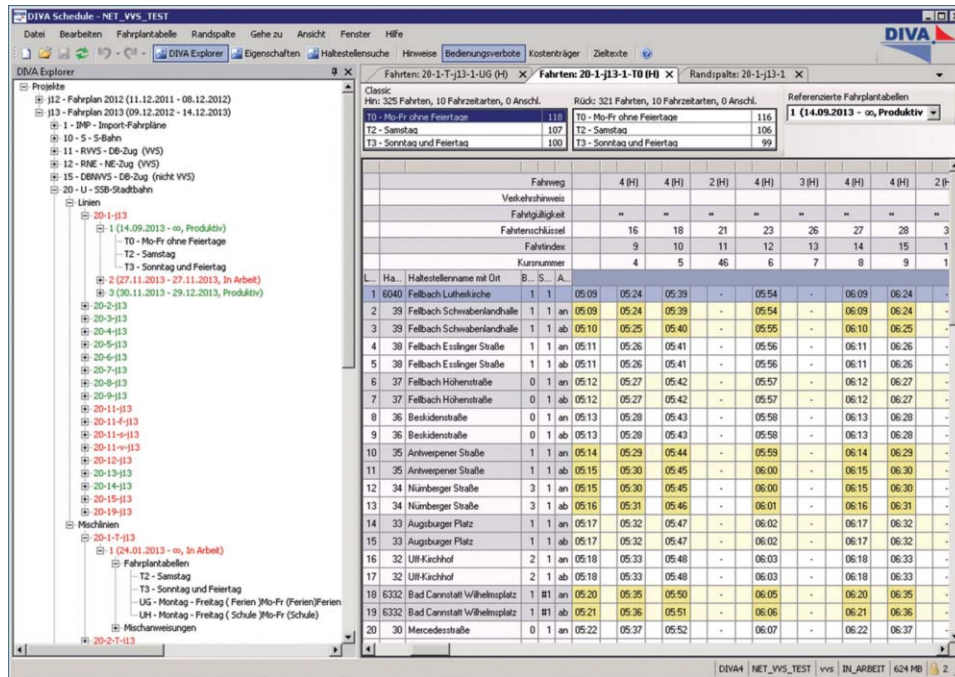 DIVA Schedule - NET_VVS_TEST
Datei Bearbeiten Fahrplantabelle Randspalte Gehe zu Ansicht Fenster Hilfe
DIVA
DIVA Explorer Eigenschaften Haltestellensuche Hinweise Bedienungsverbote Kostenträger Zieltexte
DIVA Explorer
Projekte
j12 - Fahrplan 2012 (11.12.2011 - 08.12.2012)
j13 - Fahrplan 2013 (09.12.2012 - 14.12.2013)
1 - IMP - Import-Fahrpläne
10 - S - S-Bahn
11 - RVVS - DB-Zug (VVS)
12 - RNE - NE-Zug (VVS)
15 - DBNVVS - DB-Zug (nicht VVS)
20 - U - SSB-Stadtbahn
Linien
20-1-j13
1 (14.09.2013 - ∞, Produktiv)
T0 - Mo-Fr ohne Feiertage
T2 - Samstag
T3 - Sonntag und Feiertag
2 (27.11.2013 - 27.11.2013, In Arbeit)
3 (30.11.2013 - 29.12.2013, Produktiv)
20-2-j13
20-3-j13
20-4-j13
20-5-j13
20-6-j13
20-7-j13
20-8-j13
20-9-j13
20-11-j13
20-11-f-j13
20-11-s-j13
20-11-v-j13
20-12-j13
20-13-j13
20-14-j13
20-15-j13
20-19-j13
Mischlinien
20-1-T-j13
1 (24.01.2013 - ∞, In Arbeit)
Fahrplantabellen
T2 - Samstag
T3 - Sonntag und Feiertag
UG - Montag - Freitag ( Ferien )Mo-Fr (Ferien)Ferien
UH - Montag - Freitag ( Schule )Mo-Fr (Schule)
Mischanweisungen
20-2-T-j13
Fahrten: 20-1-T-j13-1-UG (H) X Fahrten: 20-1-j13-1-T0 (H) X Randspalte: 20-1-j13-1 X
Classic
Hin: 325 Fahrten, 10 Fahrzeitarten, 0 Anschl.
T0 - Mo-Fr ohne Feiertage 118
T2 - Samstag 107
T3 - Sonntag und Feiertag 100
Rück: 321 Fahrten, 10 Fahrzeitarten, 0 Anschl.
T0 - Mo-Fr ohne Feiertage 116
T2 - Samstag 106
T3 - Sonntag und Feiertag 99
Referenzierte Fahrplantabellen
1 (14.09.2013 - ∞, Produktiv
Fahrweg 4 (H) 4 (H) 2 (H) 4 (H) 3 (H) 4 (H) 4 (H) 2 (H
Verkehrshinweis
Fahrtgültigkeit
Fahrtenschlüssel 16 18 21 23 26 27 28 3
Fahrtindex 9 10 11 12 13 14 15 1
Kursnummer 4 5 46 6 7 8 9 1
L... Ha... Haltestellenname mit Ort B... S... A...
1 6040 Fellbach Lutherkirche 1 1 05:09 05:24 05:39 - 05:54 - 06:09 06:24 -
2 39 Fellbach Schwabenlandhalle 1 1 an 05:09 05:24 05:39 - 05:54 - 06:09 06:24 -
3 39 Fellbach Schwabenlandhalle 1 1 ab 05:10 05:25 05:40 - 05:55 - 06:10 06:25 -
4 38 Fellbach Esslinger Straße 1 1 an 05:11 05:26 05:41 - 05:56 - 06:11 06:26 -
5 38 Fellbach Esslinger Straße 1 1 ab 05:11 05:26 05:41 - 05:56 - 06:11 06:26 -
6 37 Fellbach Höhenstraße 0 1 an 05:12 05:27 05:42 - 05:57 - 06:12 06:27 -
7 37 Fellbach Höhenstraße 0 1 ab 05:12 05:27 05:42 - 05:57 - 06:12 06:27 -
8 36 Beskidenstraße 0 1 an 05:13 05:28 05:43 - 05:58 - 06:13 06:28 -
9 36 Beskidenstraße 0 1 ab 05:13 05:28 05:43 - 05:58 - 06:13 06:28 -
10 35 Antwerpener Straße 1 1 an 05:14 05:29 05:44 - 05:59 - 06:14 06:29 -
11 35 Antwerpener Straße 1 1 ab 05:15 05:30 05:45 - 06:00 - 06:15 06:30 -
12 34 Nürnberger Straße 3 1 an 05:15 05:30 05:45 - 06:00 - 06:15 06:30 -
13 34 Nürnberger Straße 3 1 ab 05:16 05:31 05:46 - 06:01 - 06:16 06:31 -
14 33 Augsburger Platz 1 1 an 05:17 05:32 05:47 - 06:02 - 06:17 06:32 -
15 33 Augsburger Platz 1 1 ab 05:17 05:32 05:47 - 06:02 - 06:17 06:32 -
16 32 Uff-Kirchhof 2 1 an 05:18 05:33 05:48 - 06:03 - 06:18 06:33 -
17 32 Uff-Kirchhof 2 1 ab 05:18 05:33 05:48 - 06:03 - 06:18 06:33 -
18 6332 Bad Cannstatt Wilhelmsplatz 1 #1 an 05:20 05:35 05:50 - 06:05 - 06:20 06:35 -
19 6332 Bad Cannstatt Wilhelmsplatz 1 #1 ab 05:21 05:36 05:51 - 06:06 - 06:21 06:36 -
20 30 Mercedesstraße 0 1 an 05:22 05:37 05:52 - 06:07 - 06:22 06:37 -
DIVA4 NET_VVS_TEST vvs IN_ARBEIT 624 MB 2